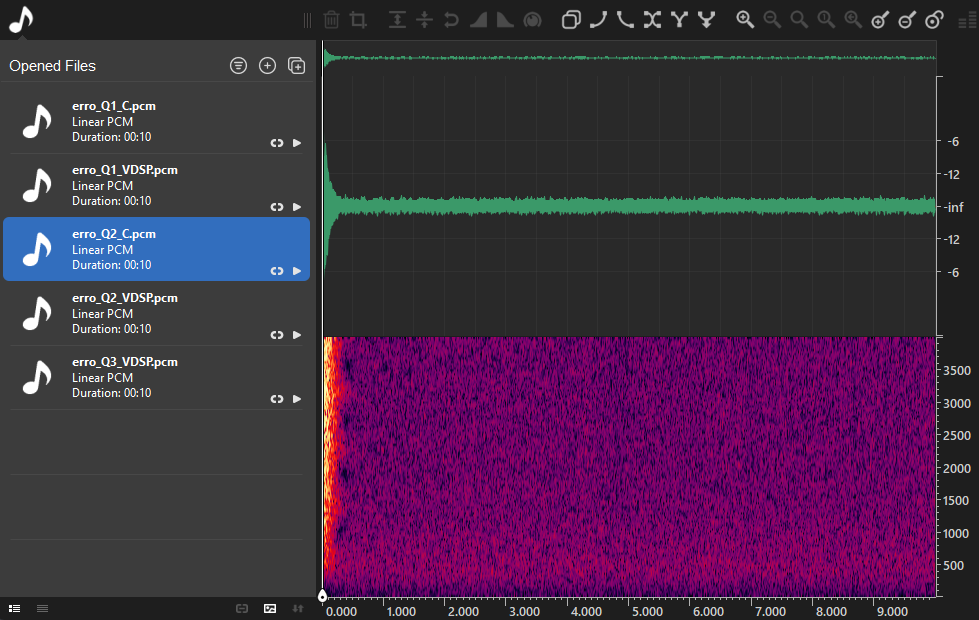 Opened Files
erro_Q1_C.pcm
Linear PCM
Duration: 00:10
erro_Q1_VDSP.pcm
Linear PCM
Duration: 00:10
erro_Q2_C.pcm
Linear PCM
Duration: 00:10
erro_Q2_VDSP.pcm
Linear PCM
Duration: 00:10
erro_Q3_VDSP.pcm
Linear PCM
Duration: 00:10
-6
-12
-inf
-12
-6
3500
3000
2500
2000
1500
1000
500
0.000 1.000 2.000 3.000 4.000 5.000 6.000 7.000 8.000 9.000